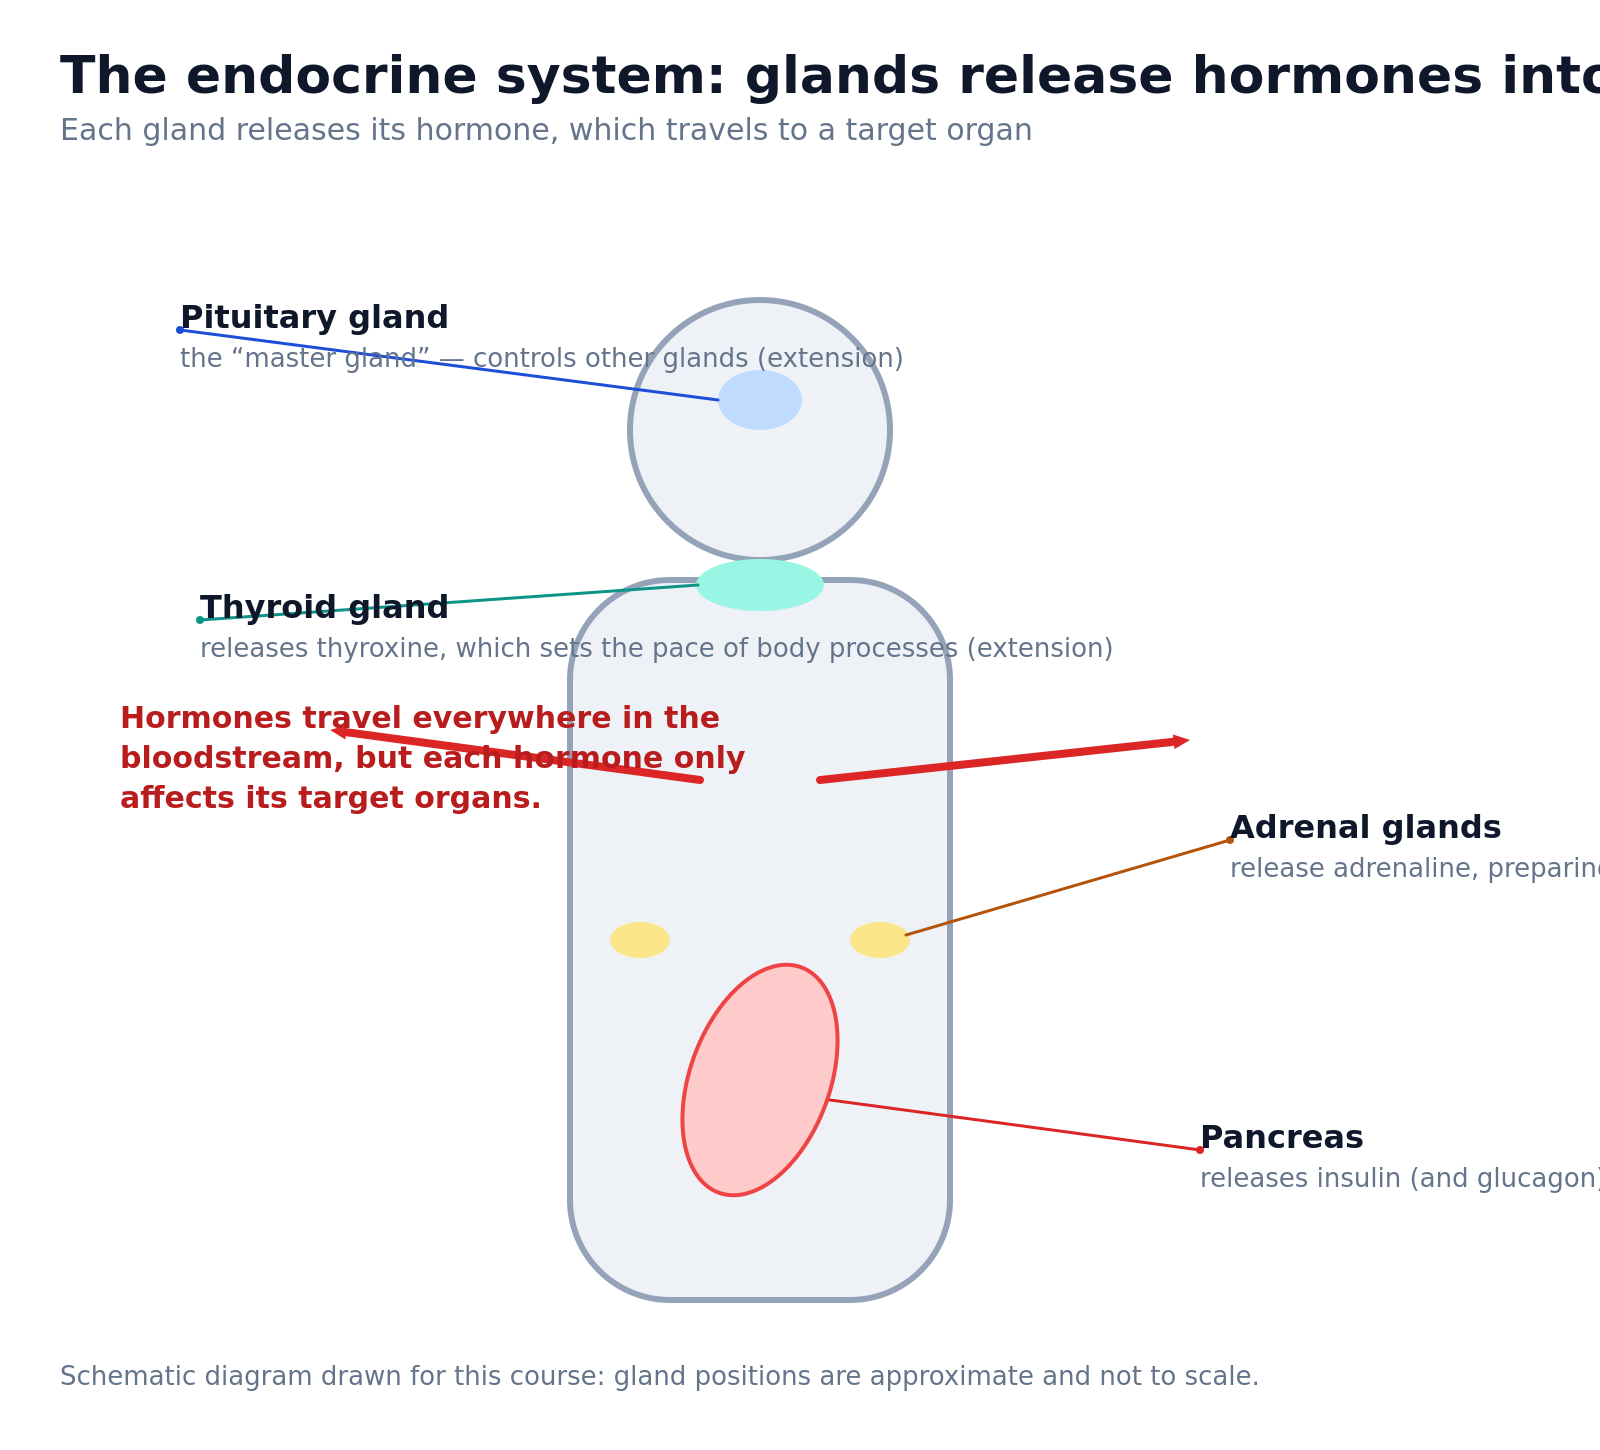 The endocrine system: glands release hormones into
Each gland releases its hormone, which travels to a target organ
Pituitary gland
the “master gland” — controls other glands (extension)
Thyroid gland
releases thyroxine, which sets the pace of body processes (extension)
Hormones travel everywhere in the
bloodstream, but each hormone only
affects its target organs.
Adrenal glands
release adrenaline, preparing
Pancreas
releases insulin (and glucagon)
Schematic diagram drawn for this course: gland positions are approximate and not to scale.